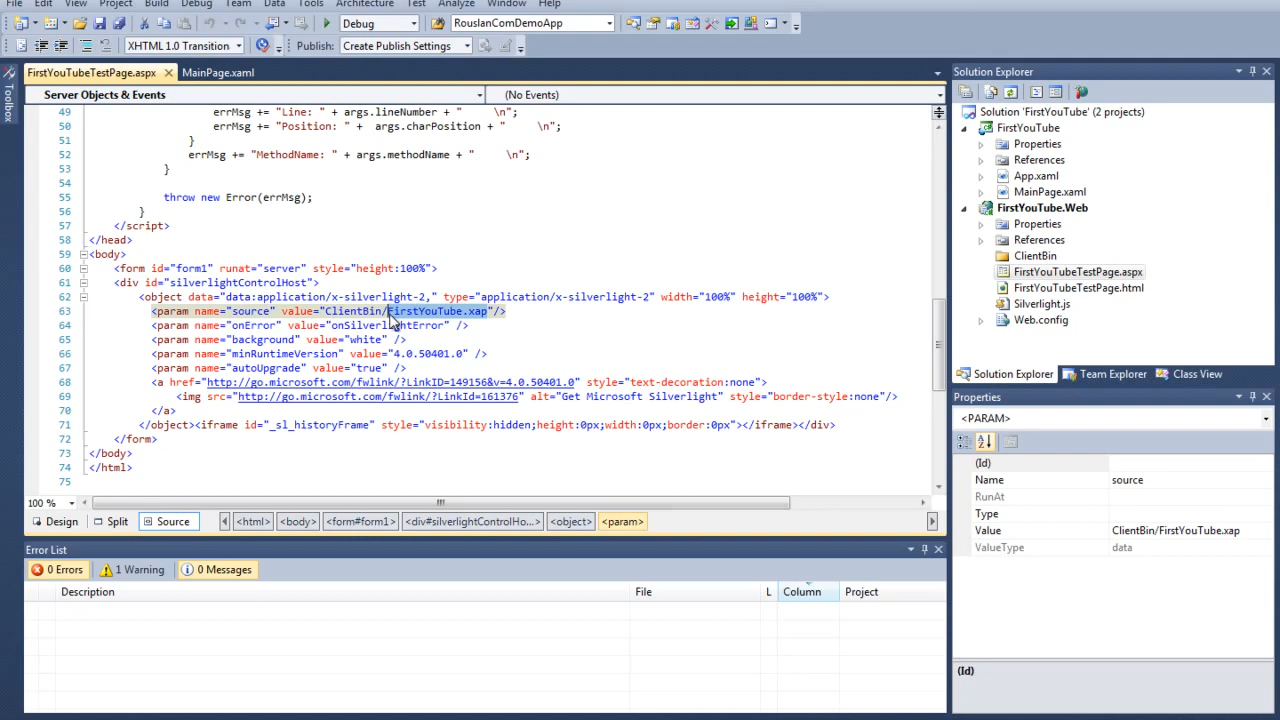 File Edit View Project Build Debug Team Data Tools Architecture Test Analyze Window Help
Debug RouslanComDemoApp
XHTML 1.0 Transition Publish: Create Publish Settings
Toolbox
FirstYouTubeTestPage.aspx MainPage.xaml
Server Objects & Events (No Events)
49 errMsg += "Line: " + args.lineNumber + " \n";
50 errMsg += "Position: " + args.charPosition + " \n";
51 }
52 errMsg += "MethodName: " + args.methodName + " \n";
53 }
54
55 throw new Error(errMsg);
56 }
57 </script>
58 </head>
59 <body>
60 <form id="form1" runat="server" style="height:100%">
61 <div id="silverlightControlHost">
62 <object data="data:application/x-silverlight-2," type="application/x-silverlight-2" width="100%" height="100%">
63 <param name="source" value="ClientBin/FirstYouTube.xap"/>
64 <param name="onError" value="onSilverlightError" />
65 <param name="background" value="white" />
66 <param name="minRuntimeVersion" value="4.0.50401.0" />
67 <param name="autoUpgrade" value="true" />
68 <a href="http://go.microsoft.com/fwlink/?LinkID=149156&v=4.0.50401.0" style="text-decoration:none">
69 <img src="http://go.microsoft.com/fwlink/?LinkId=161376" alt="Get Microsoft Silverlight" style="border-style:none"/>
70 </a>
71 </object><iframe id="_sl_historyFrame" style="visibility:hidden;height:0px;width:0px;border:0px"></iframe></div>
72 </form>
73 </body>
74 </html>
75
100 %
Design Split Source <html> <body> <form#form1> <div#silverlightControlHo...> <object> <param>
Error List
0 Errors 1 Warning 0 Messages
Description File L Column Project
Solution Explorer
Solution 'FirstYouTube' (2 projects)
FirstYouTube
Properties
References
App.xaml
MainPage.xaml
FirstYouTube.Web
Properties
References
ClientBin
FirstYouTubeTestPage.aspx
FirstYouTubeTestPage.html
Silverlight.js
Web.config
Solution Explorer Team Explorer Class View
Properties
<PARAM>
(Id)
Name source
RunAt
Type
Value ClientBin/FirstYouTube.xap
ValueType data
(Id)